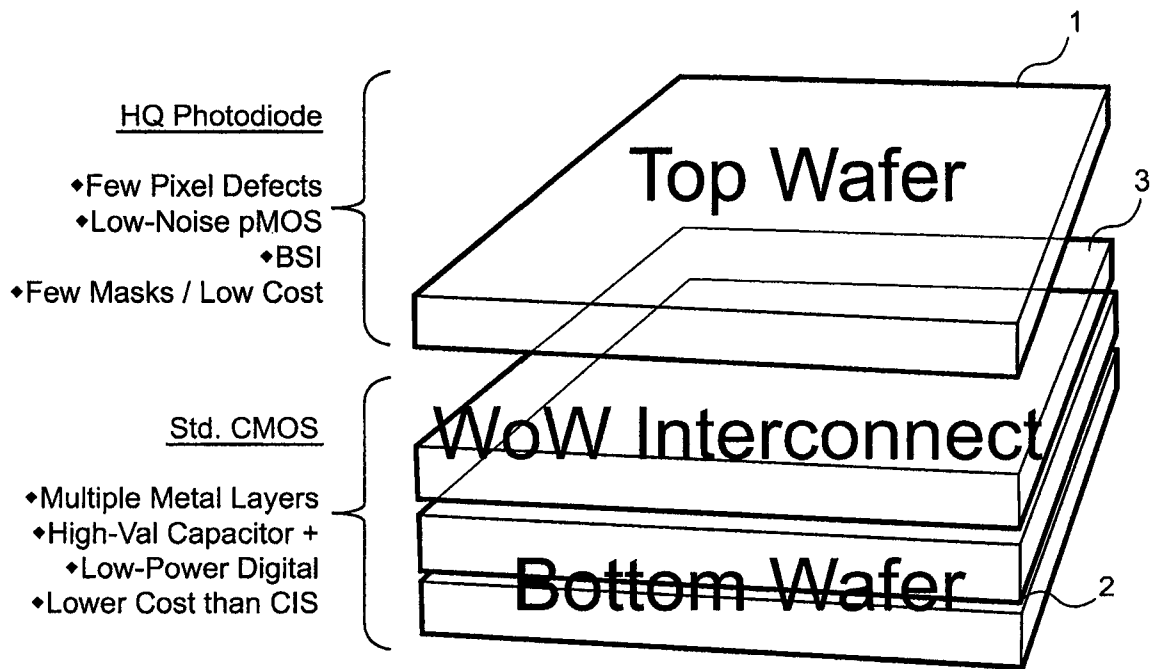 1
HQ Photodiode
◆Few Pixel Defects
◆Low-Noise pMOS
◆BSI
◆Few Masks / Low Cost
Top Wafer
3
Std. CMOS
◆Multiple Metal Layers
◆High-Val Capacitor +
◆Low-Power Digital
◆Lower Cost than CIS
WoW Interconnect
Bottom Wafer
2